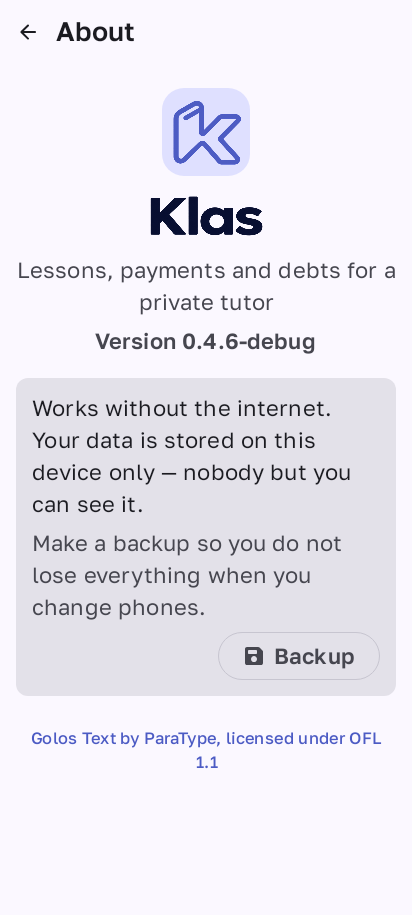 About
Klas
Lessons, payments and debts for a
private tutor
Version 0.4.6-debug
Works without the internet.
Your data is stored on this
device only — nobody but you
can see it.
Make a backup so you do not
lose everything when you
change phones.
Backup
Golos Text by ParaType, licensed under OFL
1.1